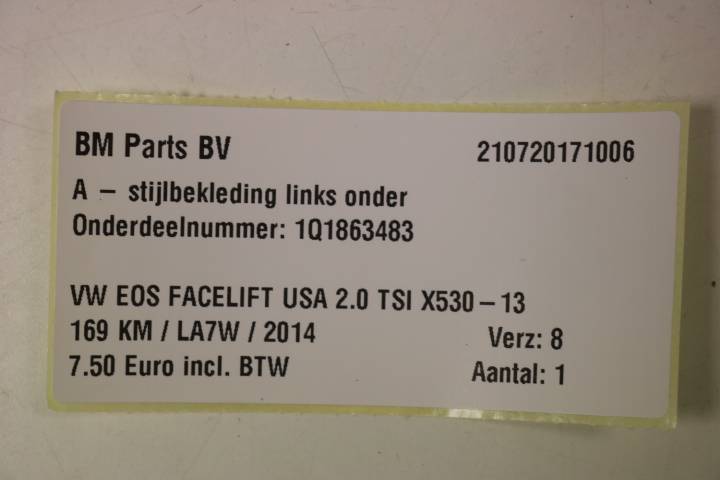 BM Parts BV 210720171006
A – stijlbekleding links onder
Onderdeelnummer: 1Q1863483
VW EOS FACELIFT USA 2.0 TSI X530 – 13
169 KM / LA7W / 2014 Verz: 8
7.50 Euro incl. BTW Aantal: 1